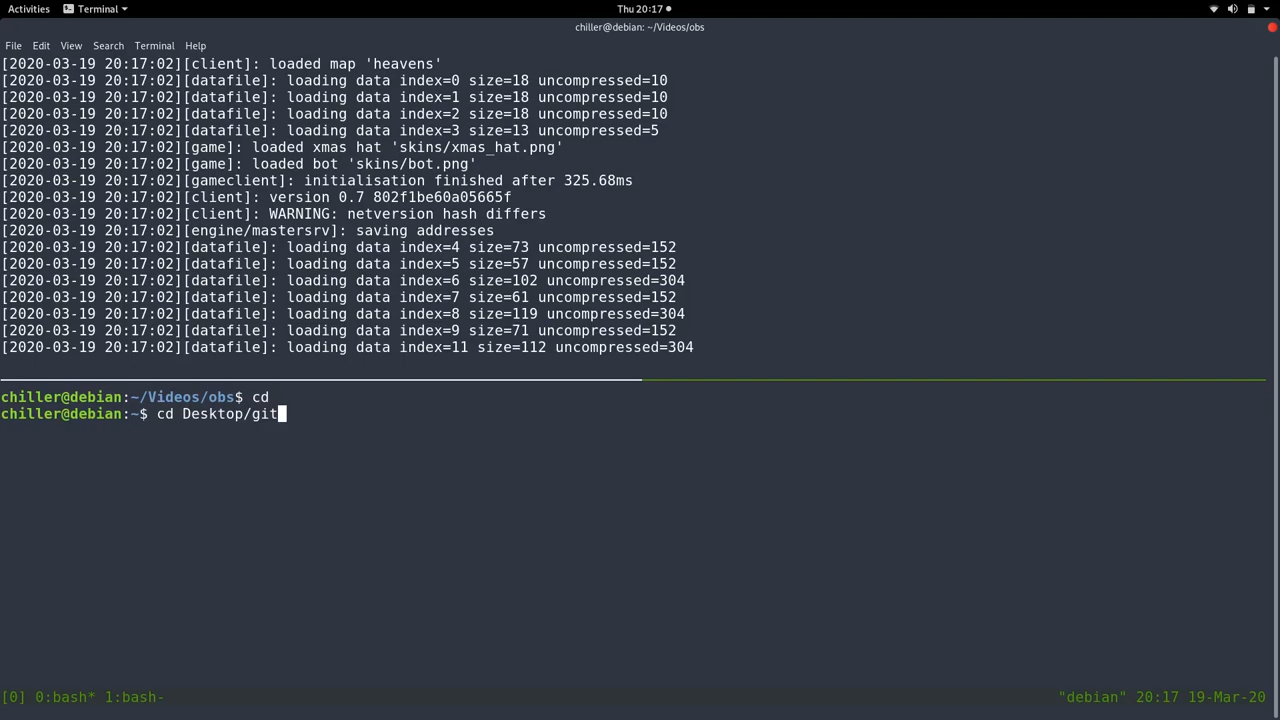 Activities Terminal Thu 20:17
chiller@debian: ~/Videos/obs
File Edit View Search Terminal Help
[2020-03-19 20:17:02][client]: loaded map 'heavens'
[2020-03-19 20:17:02][datafile]: loading data index=0 size=18 uncompressed=10
[2020-03-19 20:17:02][datafile]: loading data index=1 size=18 uncompressed=10
[2020-03-19 20:17:02][datafile]: loading data index=2 size=18 uncompressed=10
[2020-03-19 20:17:02][datafile]: loading data index=3 size=13 uncompressed=5
[2020-03-19 20:17:02][game]: loaded xmas hat 'skins/xmas_hat.png'
[2020-03-19 20:17:02][game]: loaded bot 'skins/bot.png'
[2020-03-19 20:17:02][gameclient]: initialisation finished after 325.68ms
[2020-03-19 20:17:02][client]: version 0.7 802f1be60a05665f
[2020-03-19 20:17:02][client]: WARNING: netversion hash differs
[2020-03-19 20:17:02][engine/mastersrv]: saving addresses
[2020-03-19 20:17:02][datafile]: loading data index=4 size=73 uncompressed=152
[2020-03-19 20:17:02][datafile]: loading data index=5 size=57 uncompressed=152
[2020-03-19 20:17:02][datafile]: loading data index=6 size=102 uncompressed=304
[2020-03-19 20:17:02][datafile]: loading data index=7 size=61 uncompressed=152
[2020-03-19 20:17:02][datafile]: loading data index=8 size=119 uncompressed=304
[2020-03-19 20:17:02][datafile]: loading data index=9 size=71 uncompressed=152
[2020-03-19 20:17:02][datafile]: loading data index=11 size=112 uncompressed=304
chiller@debian:~/Videos/obs$ cd
chiller@debian:~$ cd Desktop/git
[0] 0:bash* 1:bash- "debian" 20:17 19-Mar-20